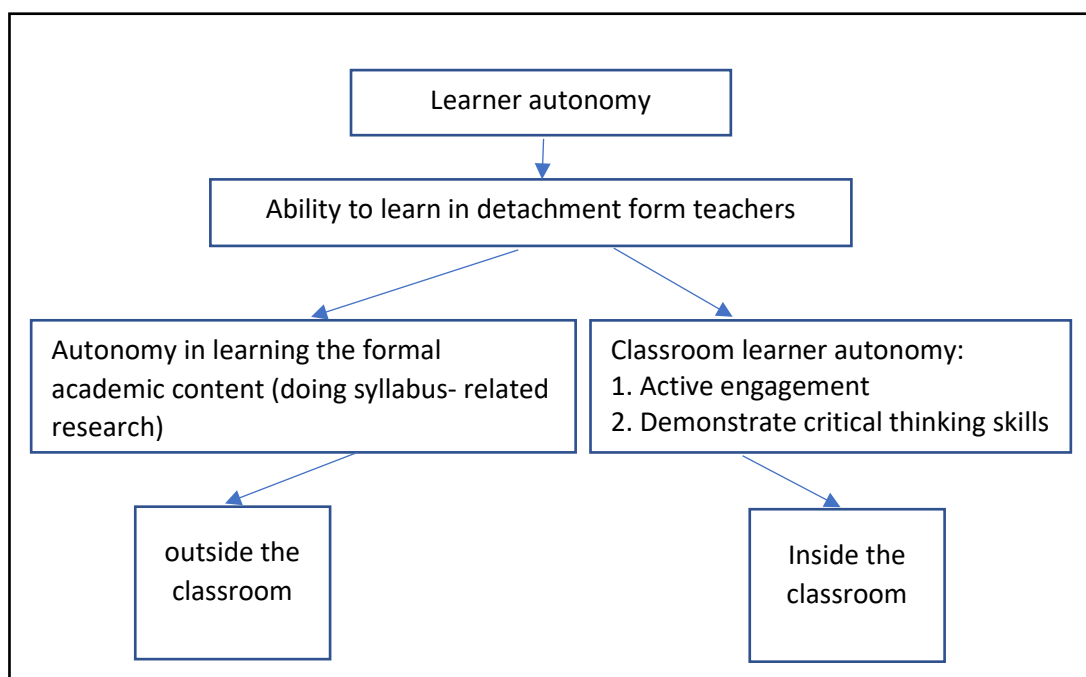 Learner autonomy
Ability to learn in detachment form teachers
Autonomy in learning the formal
academic content (doing syllabus- related
research)
Classroom learner autonomy:
1. Active engagement
2. Demonstrate critical thinking skills
outside the
classroom
Inside the
classroom